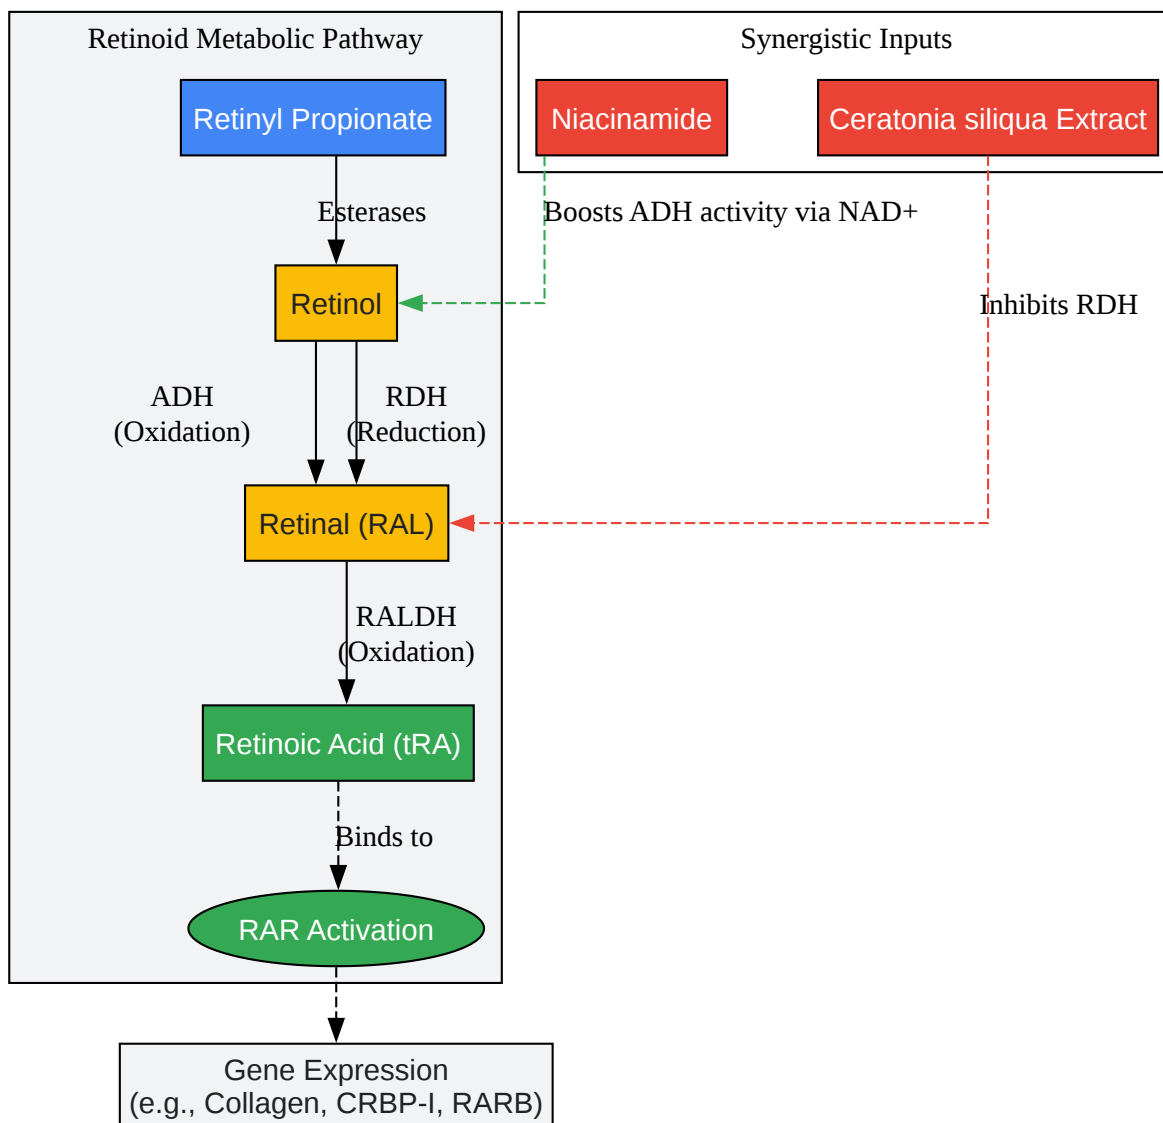 Retinoid Metabolic Pathway
Synergistic Inputs
Retinyl Propionate
Niacinamide
Ceratonia siliqua Extract
Esterases
Boosts ADH activity via NAD+
Retinol
Inhibits RDH
ADH
(Oxidation)
RDH
(Reduction)
Retinal (RAL)
RALDH
(Oxidation)
Retinoic Acid (tRA)
Binds to
RAR Activation
Gene Expression
(e.g., Collagen, CRBP-I, RARB)